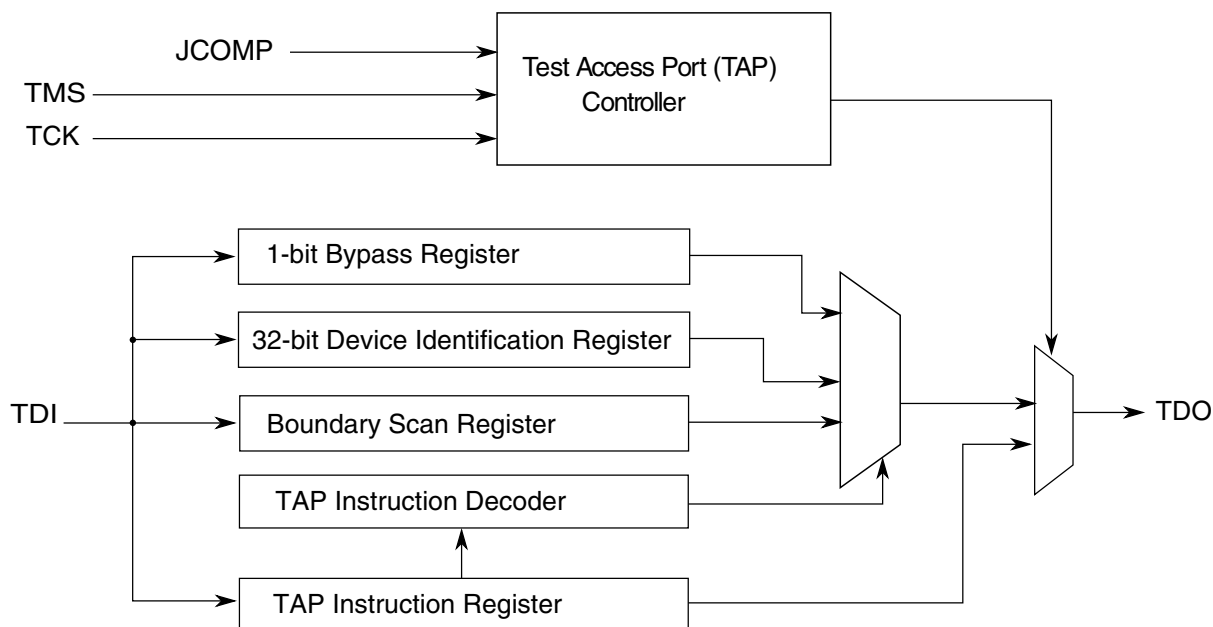 JCOMP
TMS
TCK
Test Access Port (TAP)
Controller
1-bit Bypass Register
32-bit Device Identification Register
TDI
Boundary Scan Register
TDO
TAP Instruction Decoder
TAP Instruction Register